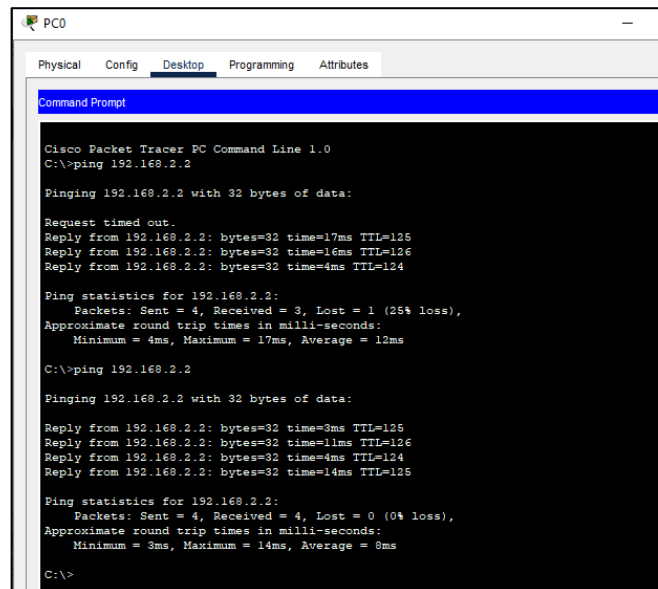 PC0
Physical Config Desktop Programming Attributes
Command Prompt
Cisco Packet Tracer PC Command Line 1.0
C:\>ping 192.168.2.2
Pinging 192.168.2.2 with 32 bytes of data:
Request timed out.
Reply from 192.168.2.2: bytes=32 time=17ms TTL=125
Reply from 192.168.2.2: bytes=32 time=16ms TTL=126
Reply from 192.168.2.2: bytes=32 time=4ms TTL=124
Ping statistics for 192.168.2.2:
Packets: Sent = 4, Received = 3, Lost = 1 (25% loss),
Approximate round trip times in milli-seconds:
Minimum = 4ms, Maximum = 17ms, Average = 12ms
C:\>ping 192.168.2.2
Pinging 192.168.2.2 with 32 bytes of data:
Reply from 192.168.2.2: bytes=32 time=3ms TTL=125
Reply from 192.168.2.2: bytes=32 time=11ms TTL=126
Reply from 192.168.2.2: bytes=32 time=4ms TTL=124
Reply from 192.168.2.2: bytes=32 time=14ms TTL=125
Ping statistics for 192.168.2.2:
Packets: Sent = 4, Received = 4, Lost = 0 (0% loss),
Approximate round trip times in milli-seconds:
Minimum = 3ms, Maximum = 14ms, Average = 8ms
C:\>